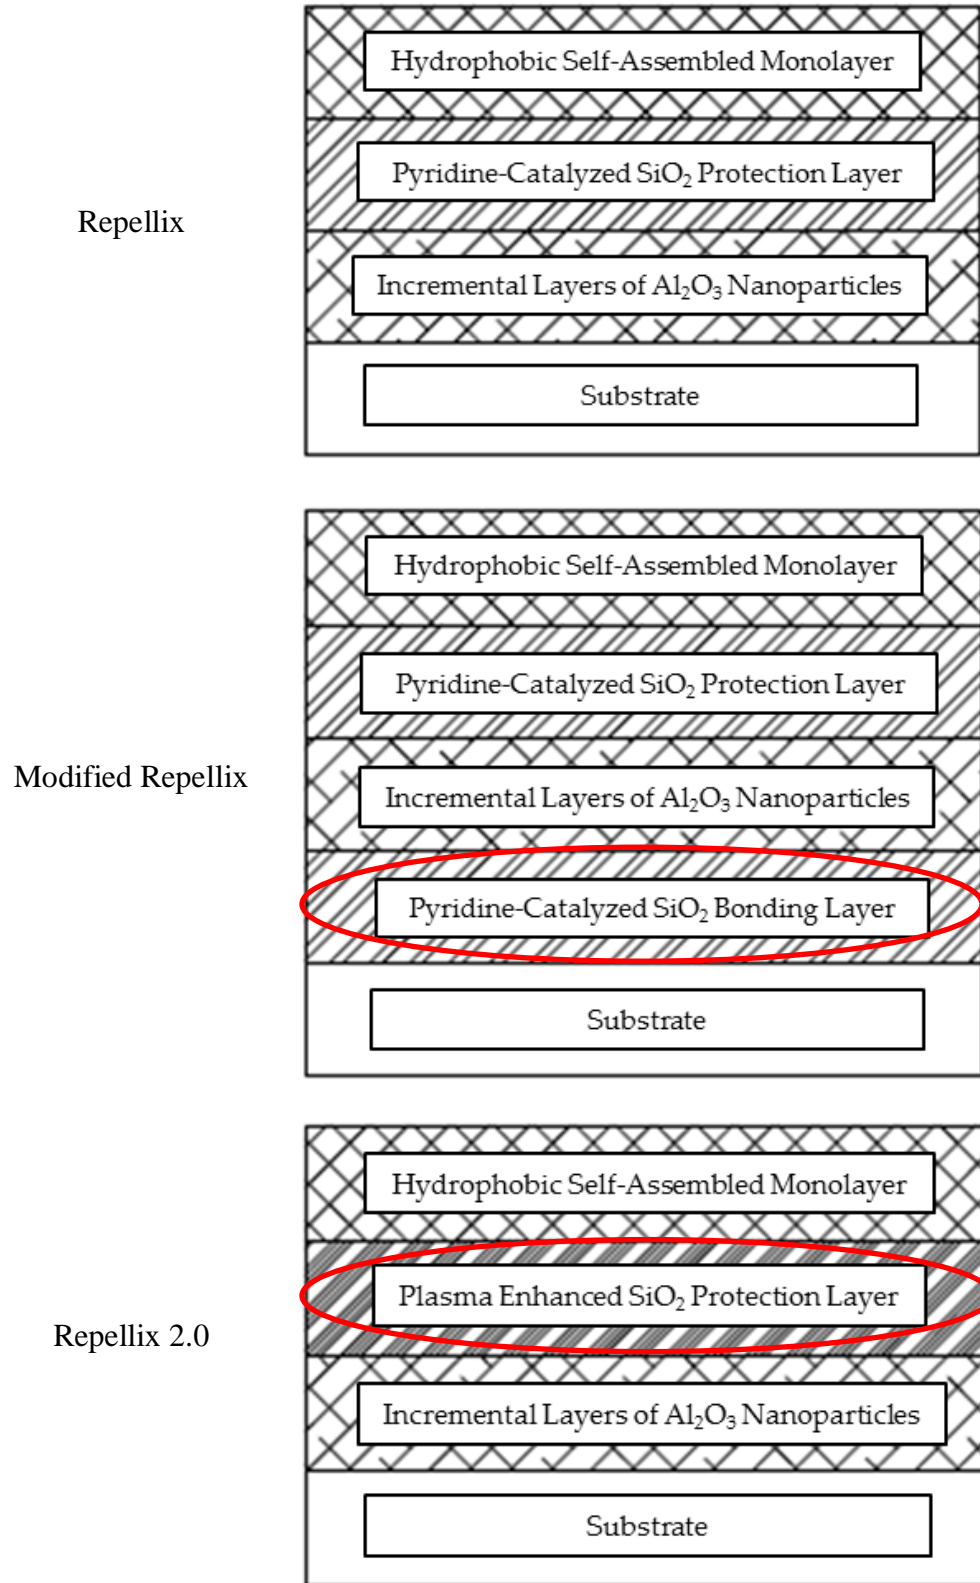 Hydrophobic Self-Assembled Monolayer
Pyridine-Catalyzed SiO₂ Protection Layer
Repellix
Incremental Layers of Al₂O₃ Nanoparticles
Substrate
Hydrophobic Self-Assembled Monolayer
Pyridine-Catalyzed SiO₂ Protection Layer
Modified Repellix
Incremental Layers of Al₂O₃ Nanoparticles
Pyridine-Catalyzed SiO₂ Bonding Layer
Substrate
Hydrophobic Self-Assembled Monolayer
Plasma Enhanced SiO₂ Protection Layer
Repellix 2.0
Incremental Layers of Al₂O₃ Nanoparticles
Substrate